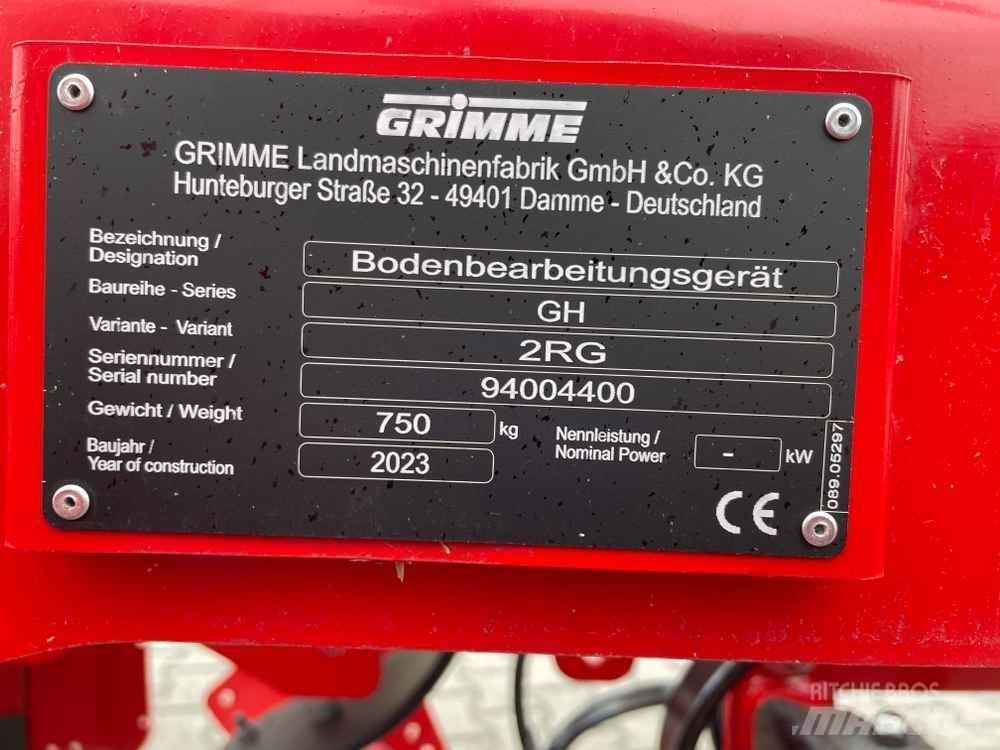 GRIMME
GRIMME Landmaschinenfabrik GmbH &Co. KG
Hunteburger Straße 32 - 49401 Damme - Deutschland
Bezeichnung /
Designation
Bodenbearbeitungsgerät
Baureihe - Series
GH
Variante - Variant
2RG
Seriennummer /
Serial number
94004400
Gewicht / Weight
750 kg
Nennleistung /
Nominal Power
- kW
Baujahr /
Year of construction
2023
CE
089.05297
RITCHIE BROS
MASCUS